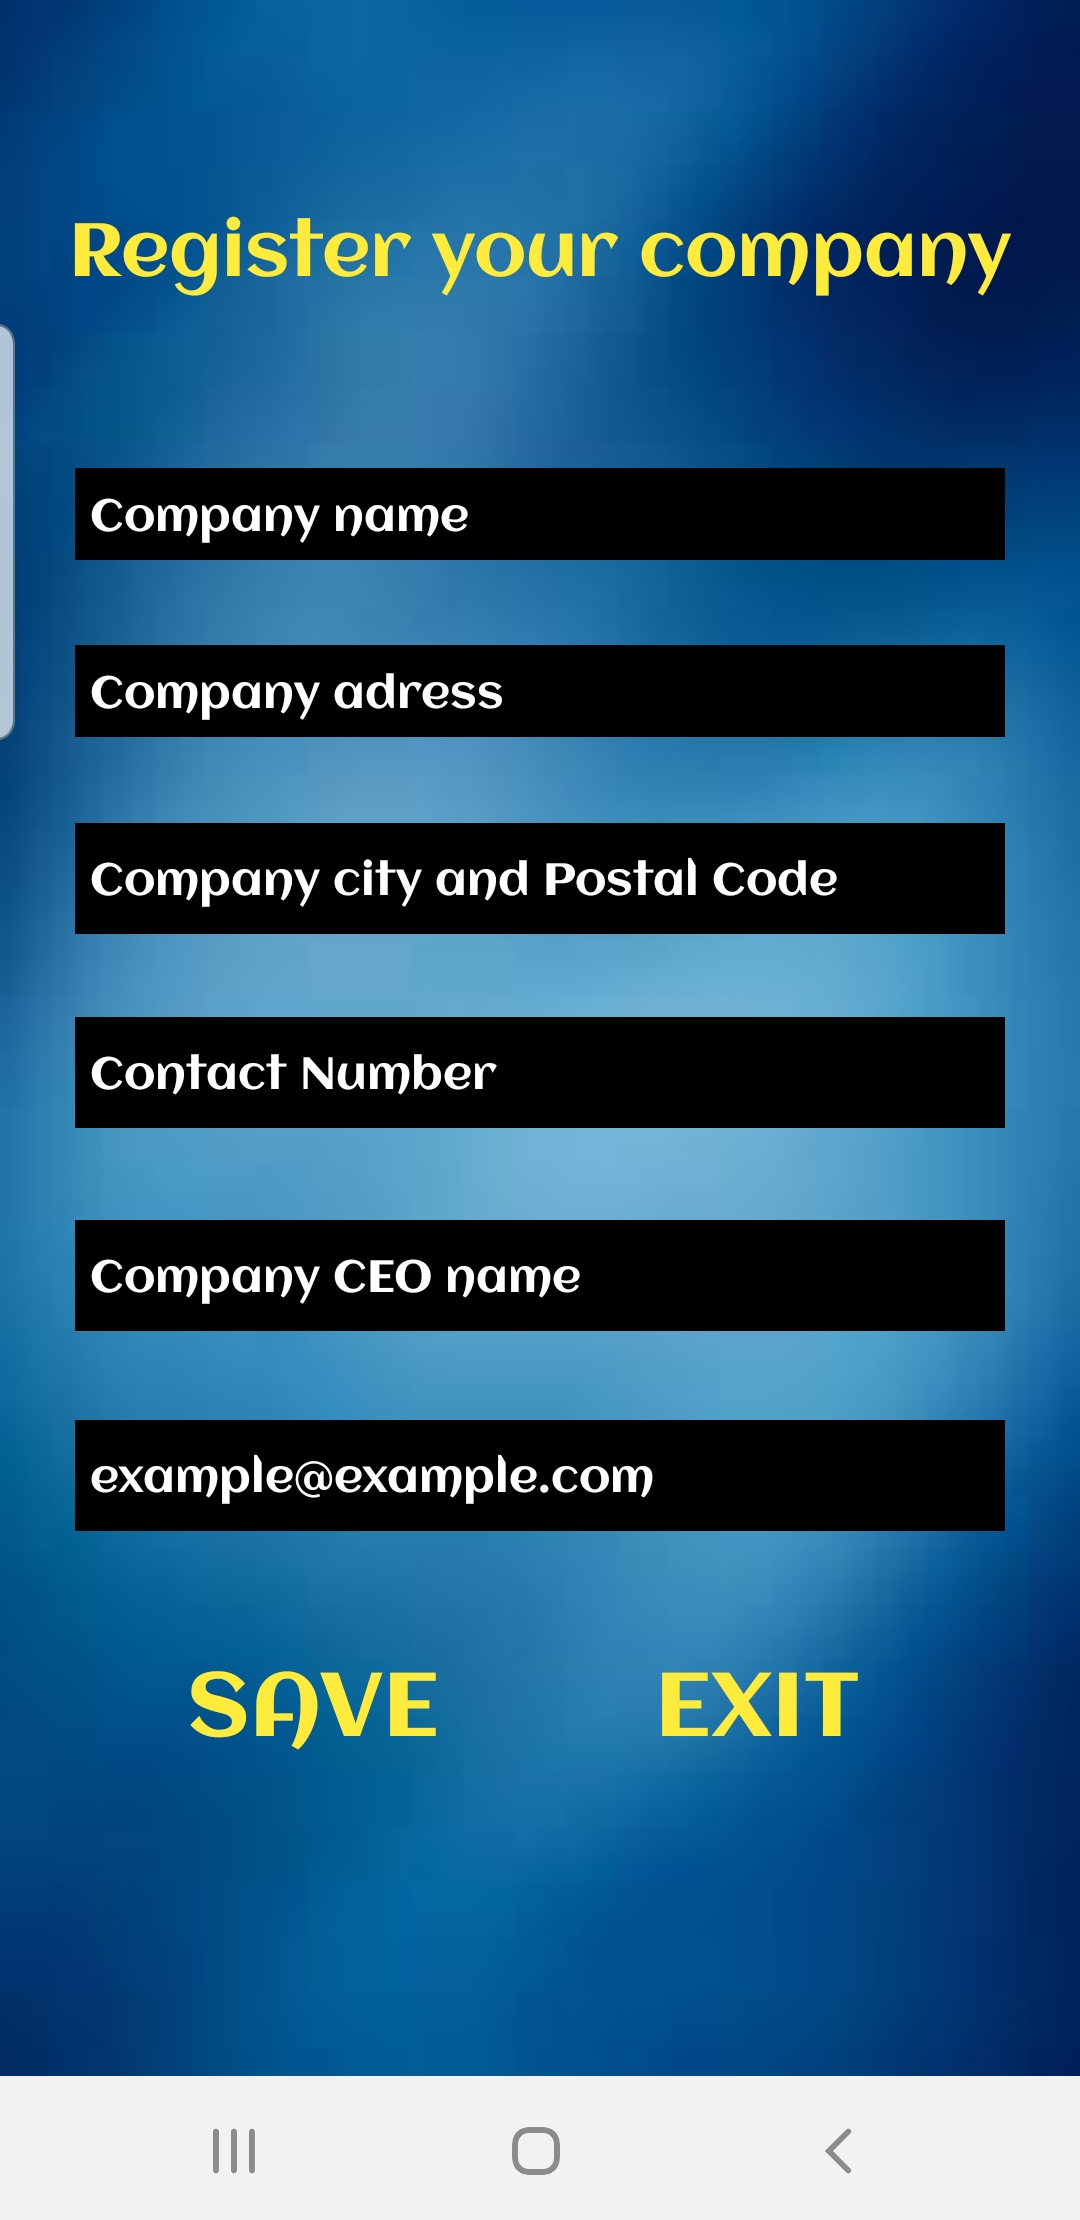 Register your company
Company name
Company adress
Company city and Postal Code
Contact Number
Company CEO name
example@example.com
SAVE EXIT